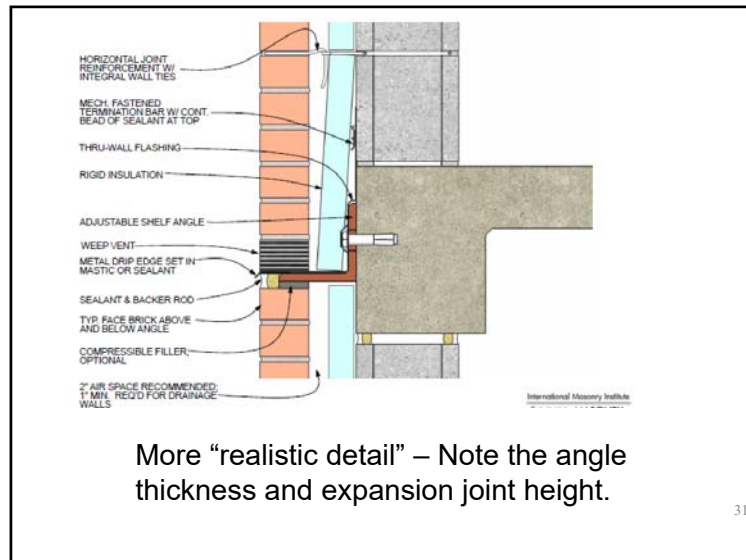 HORIZONTAL JOINT
REINFORCEMENT W/
INTEGRAL WALL TIES
MECH. FASTENED
TERMINATION BAR W/ CONT.
BEAD OF SEALANT AT TOP
THRU-WALL FLASHING
RIGID INSULATION
ADJUSTABLE SHELF ANGLE
WEEP VENT
METAL DRIP EDGE SET IN
MASTIC OR SEALANT
SEALANT & BACKER ROD
TYP. FACE BRICK ABOVE
AND BELOW ANGLE
COMPRESSIBLE FILLER,
OPTIONAL
2" AIR SPACE RECOMMENDED;
1" MIN. REQ'D FOR DRAINAGE
WALLS
International Masonry Institute
More “realistic detail” – Note the angle
thickness and expansion joint height.
31